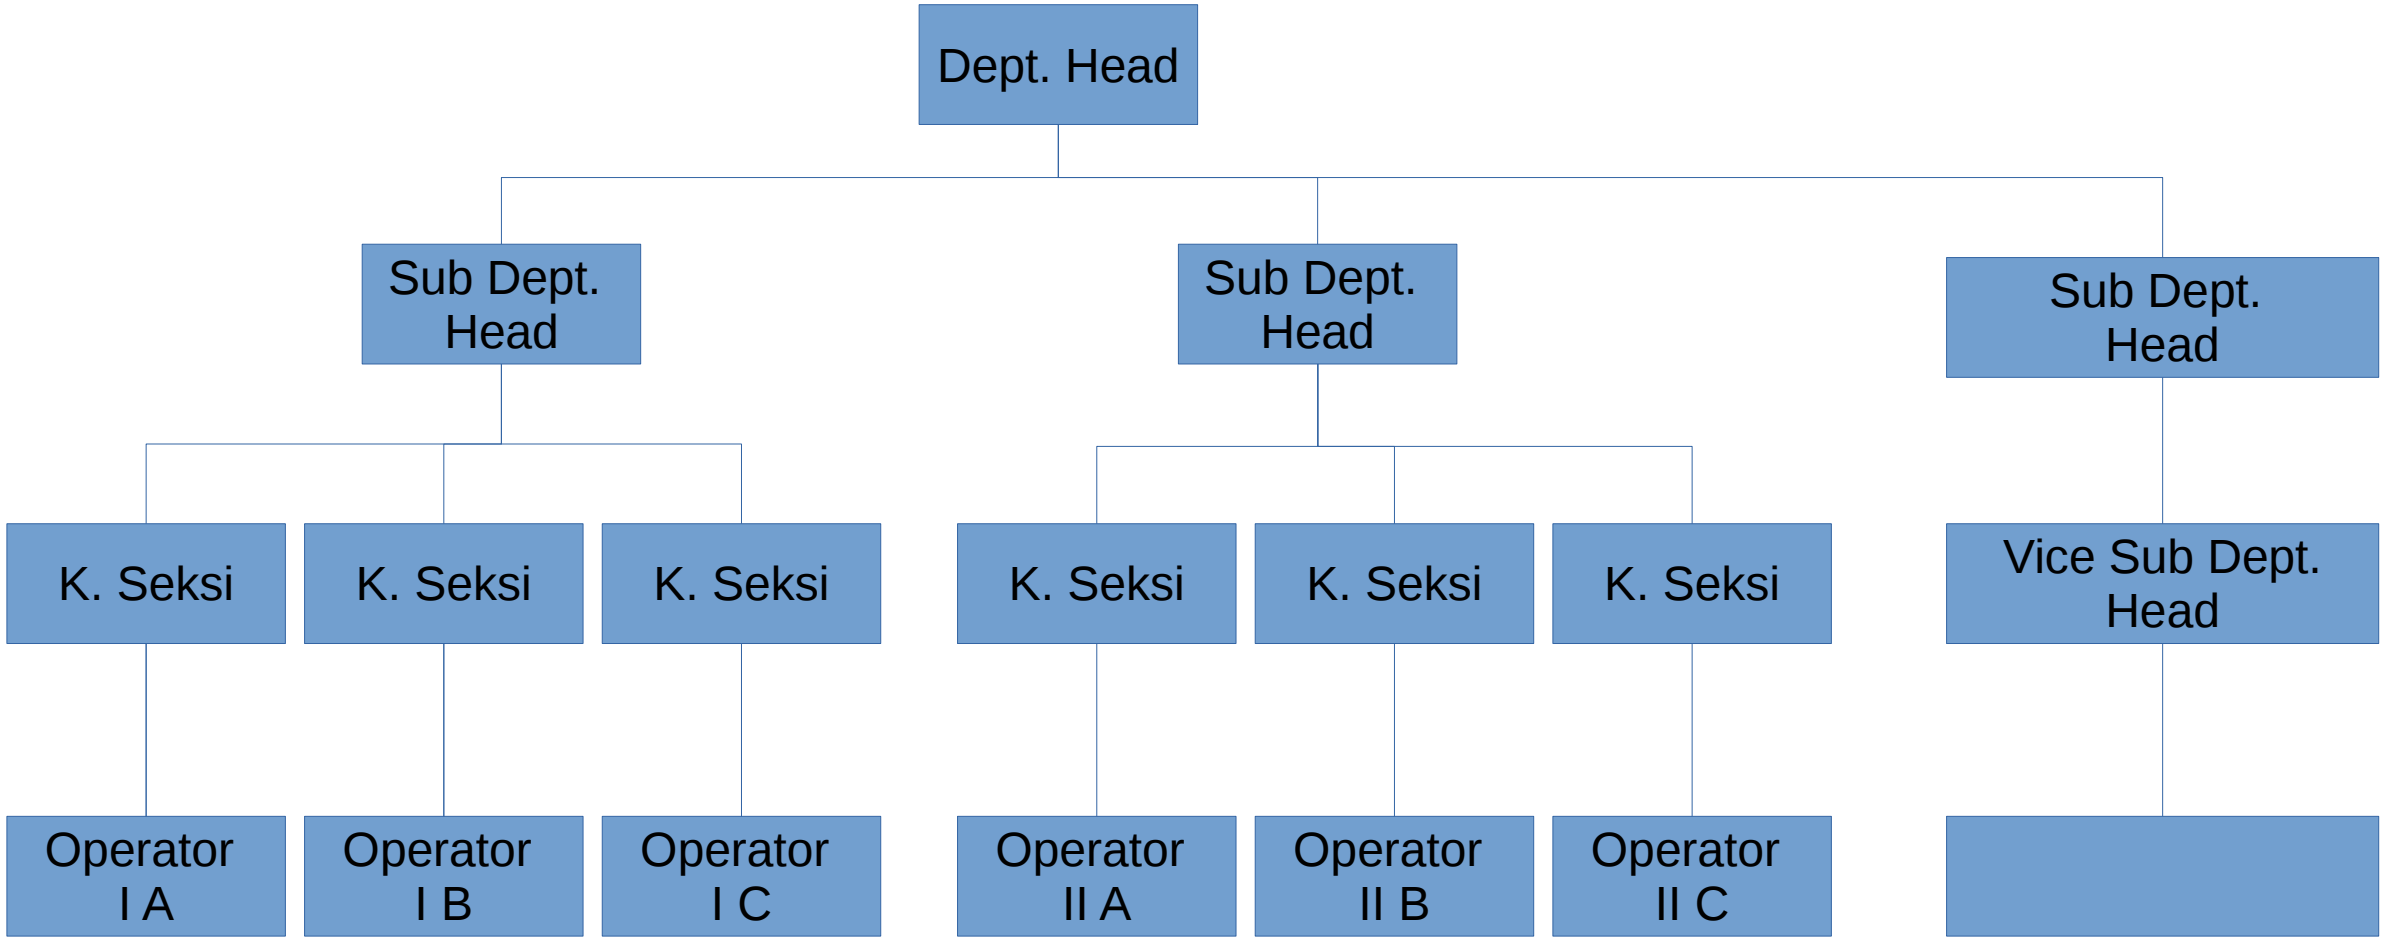 Dept. Head
Sub Dept.
Head
Sub Dept.
Head
Sub Dept.
Head
K. Seksi
K. Seksi
K. Seksi
K. Seksi
K. Seksi
K. Seksi
Vice Sub Dept.
Head
Operator
I A
Operator
I B
Operator
I C
Operator
II A
Operator
II B
Operator
II C